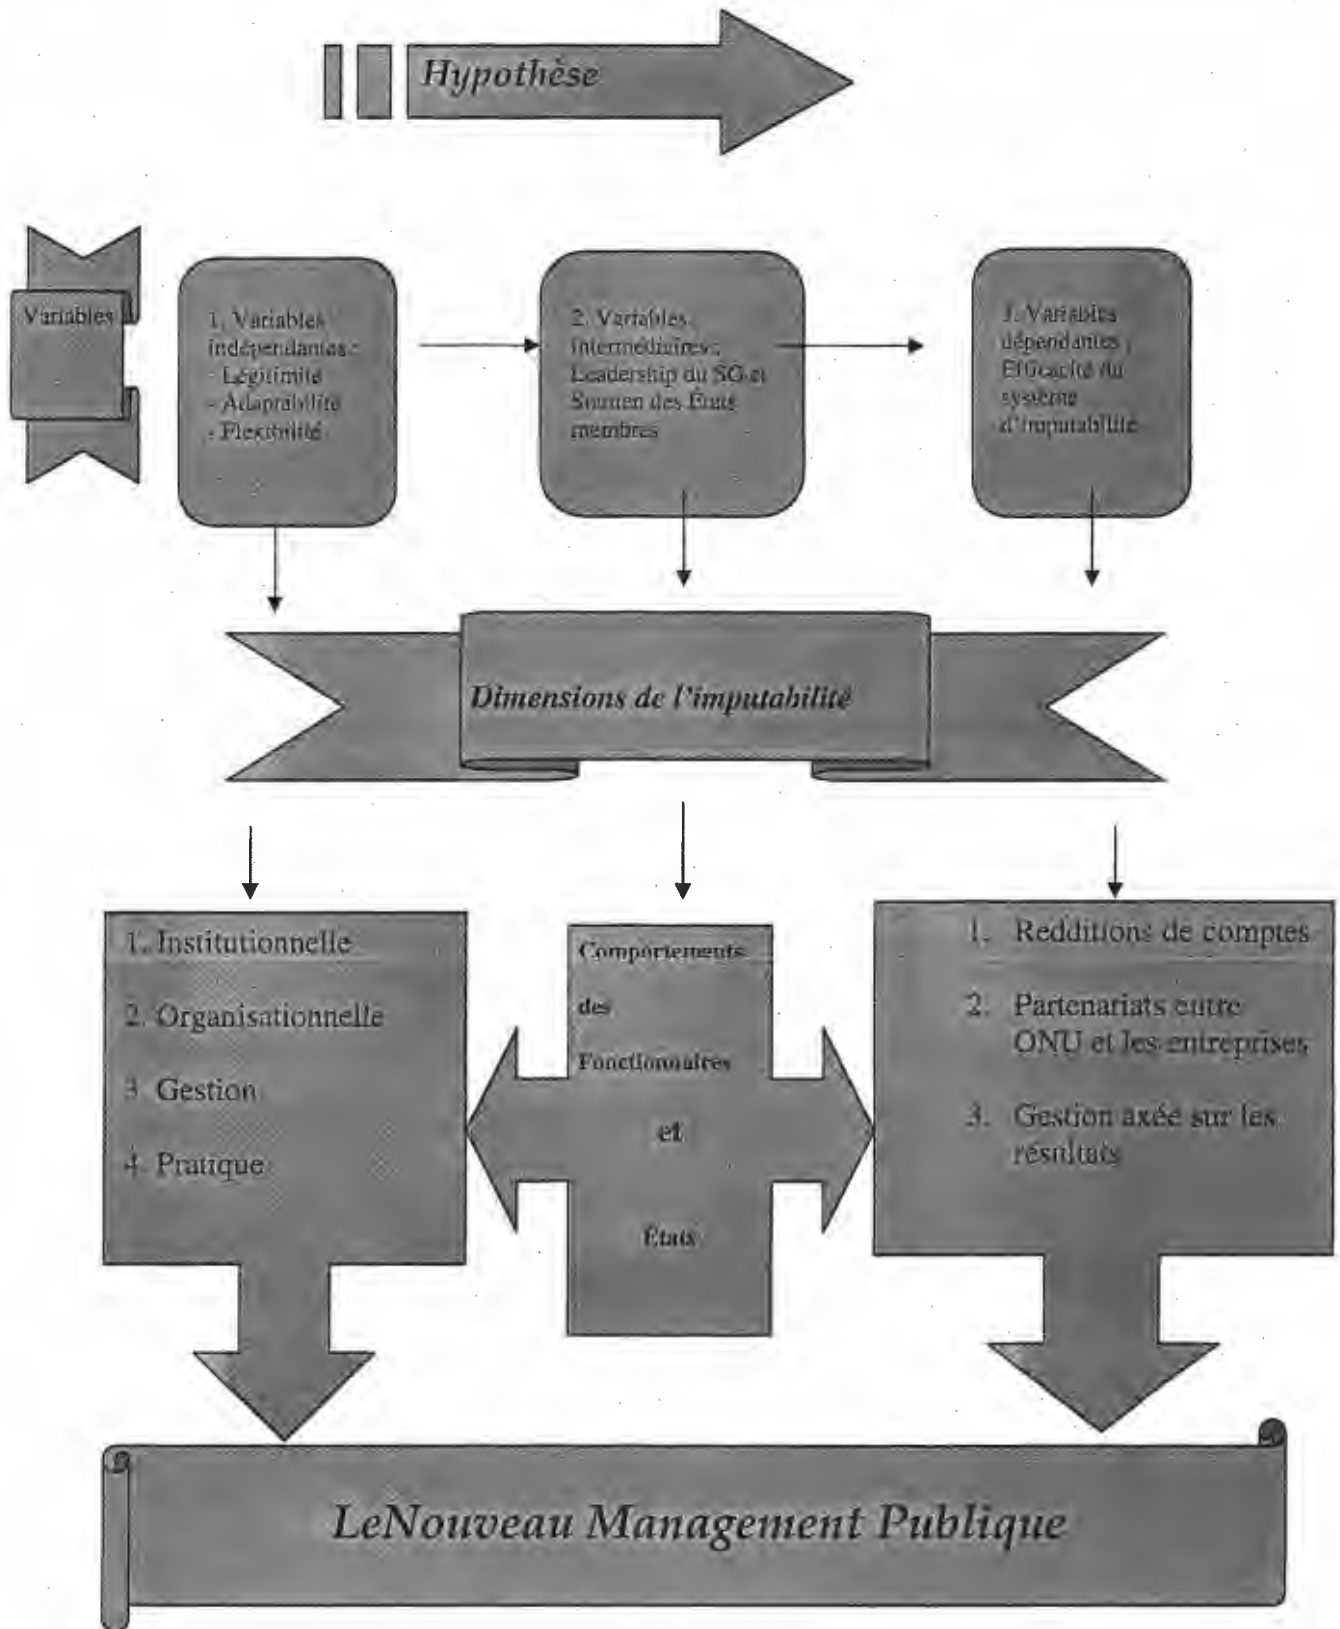 Hypothèse
Variables
1. Variables
indépendantes :
- Légitimité
- Adaptabilité
- Flexibilité
2. Variables
intermédiaires :
Leadership du SG et
Soutien des États
membres
3. Variables
dépendantes :
Efficacité du
système
d'imputabilité
Dimensions de l'imputabilité
1. Institutionnelle
2. Organisationnelle
3. Gestion
4. Pratique
Comportements
des
Fonctionnaires
et
États
1. Redditions de comptes
2. Partenariats entre
ONU et les entreprises
3. Gestion axée sur les
résultats
LeNouveau Management Publique